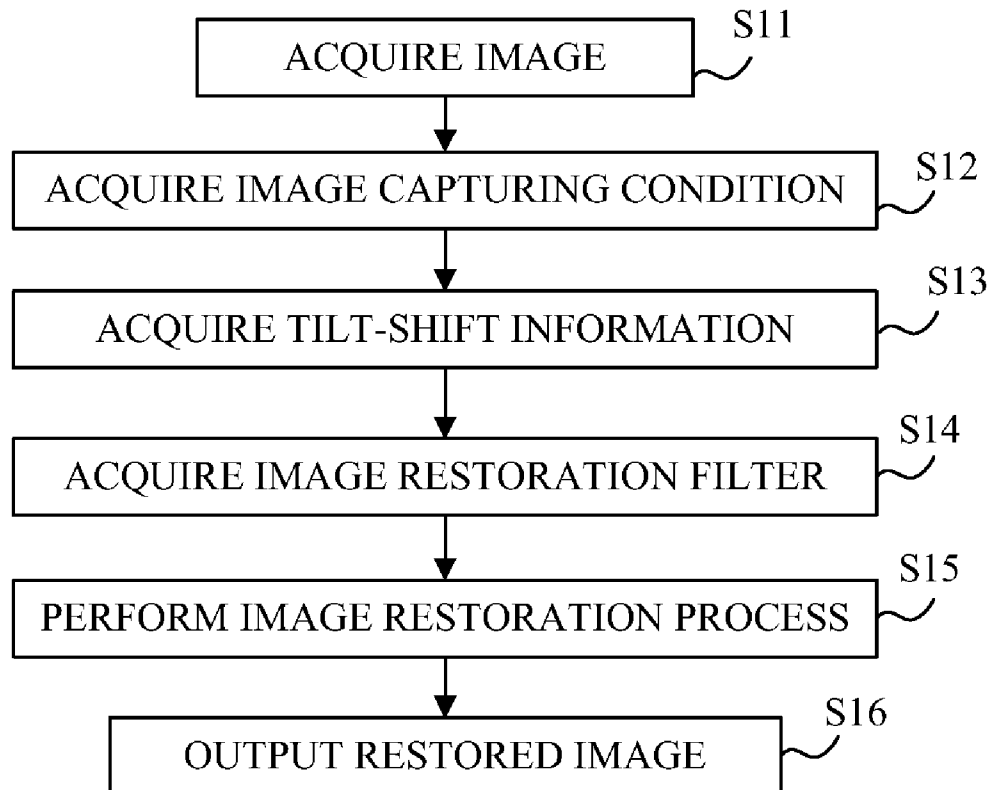 S11
ACQUIRE IMAGE
S12
ACQUIRE IMAGE CAPTURING CONDITION
S13
ACQUIRE TILT-SHIFT INFORMATION
S14
ACQUIRE IMAGE RESTORATION FILTER
S15
PERFORM IMAGE RESTORATION PROCESS
S16
OUTPUT RESTORED IMAGE